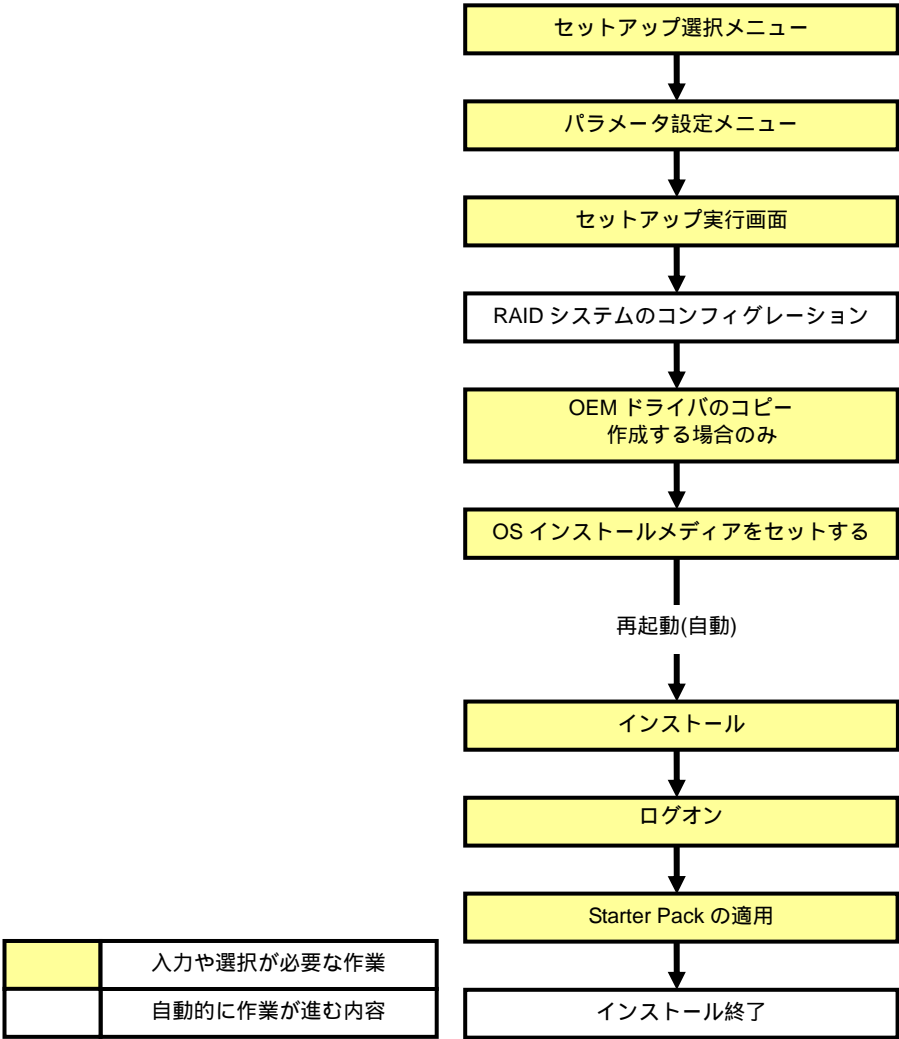 セットアップ選択メニュー
パラメータ設定メニュー
セットアップ実行画面
RAID システムのコンフィグレーション
OEM ドライバのコピー
作成する場合のみ
OS インストールメディアをセットする
再起動(自動)
インストール
ログオン
Starter Pack の適用
インストール終了
入力や選択が必要な作業
自動的に作業が進む内容